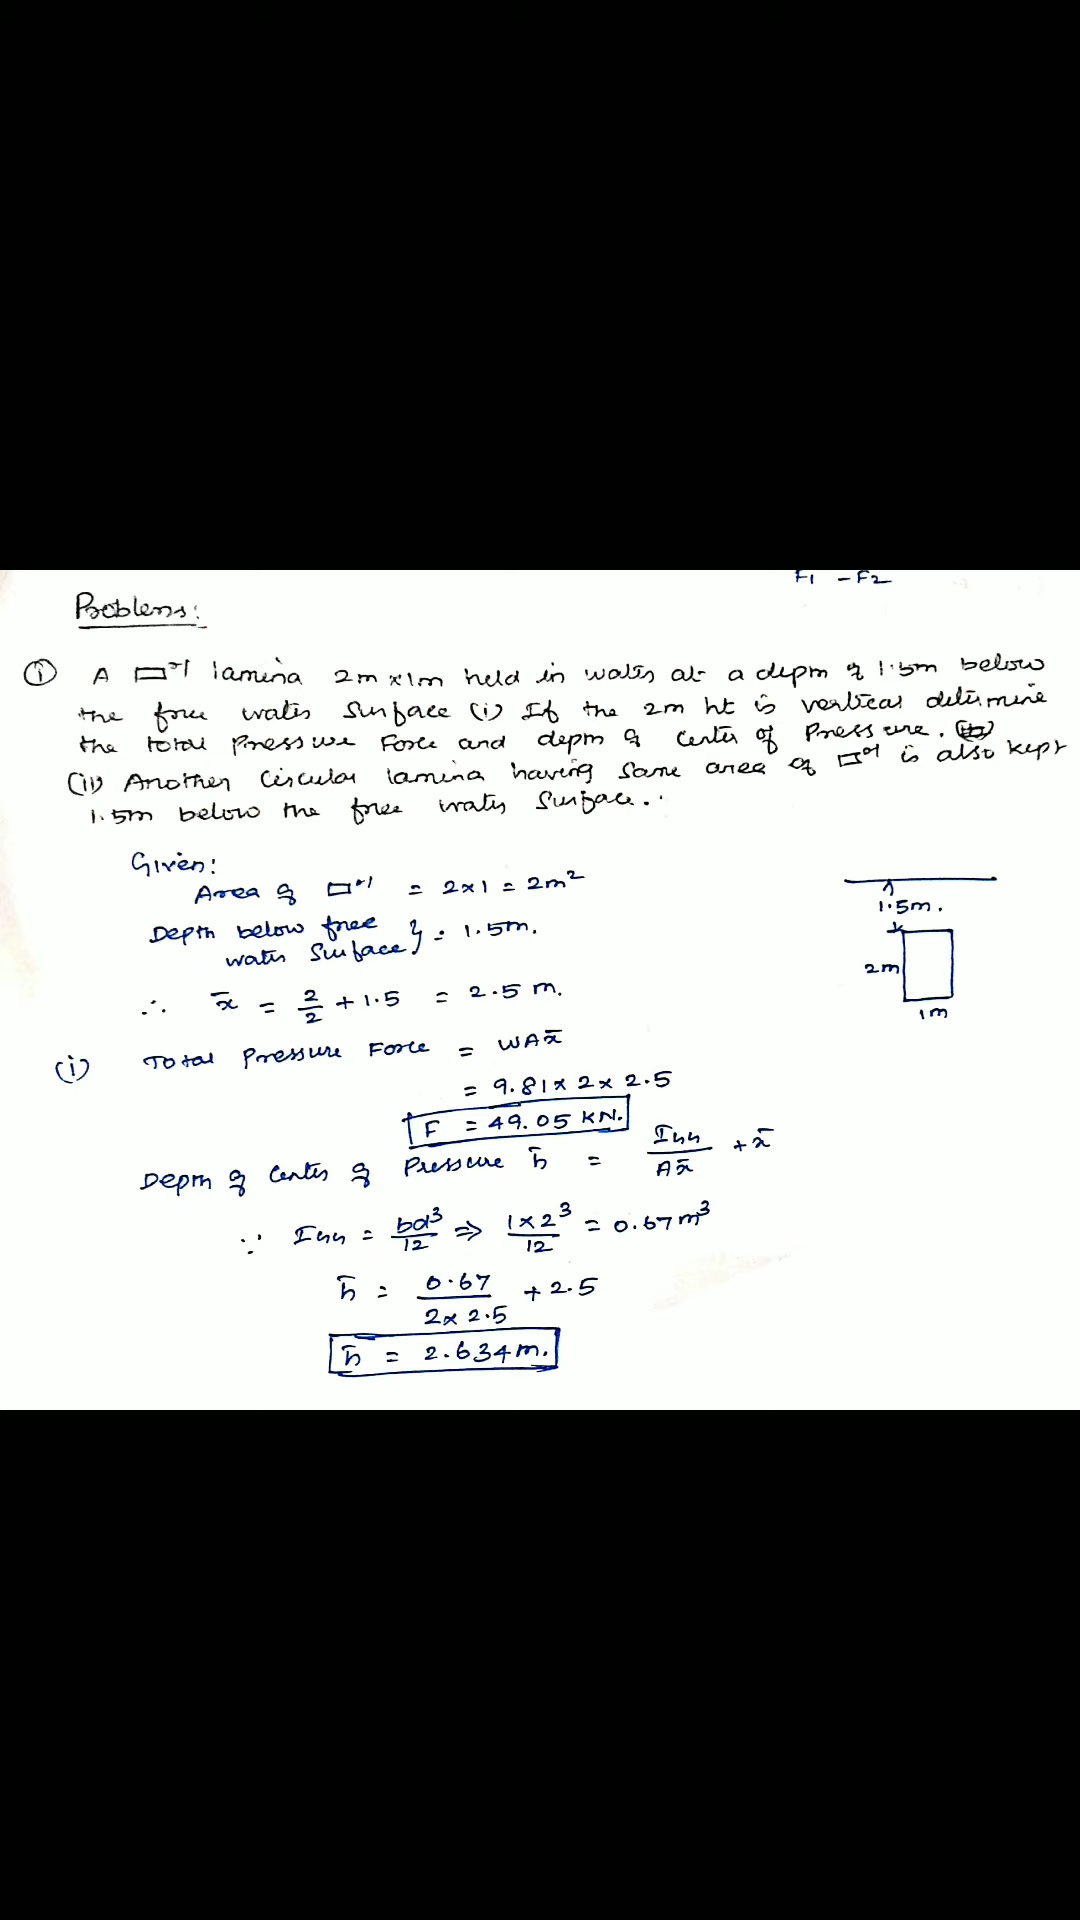 F1 - F2
Problems:
① A ▭ᵃʳ lamina 2m x 1m held in water at a depth of 1.5m below
the free water surface (i) If the 2m ht is vertical determine
the total Pressure Force and depth of center of Pressure.
(ii) Another circular lamina having same area of ▭ᵃʳ is also kept
1.5m below the free water surface.
Given:
Area of ▭ᵃʳ = 2x1 = 2m²
Depth below free
water surface } = 1.5m.
∴ x̄ = 2/2 + 1.5 = 2.5 m.
1.5m.
2m
1m
(i) Total Pressure Force = WAx̄
= 9.81 x 2 x 2.5
F = 49.05 KN.
Depth of Center of Pressure h̄ = IGG/Ax̄ + x̄
∵ IGG = bd³/12 ⇒ 1x2³/12 = 0.67m³
h̄ = 0.67/2x2.5 + 2.5
h̄ = 2.634m.